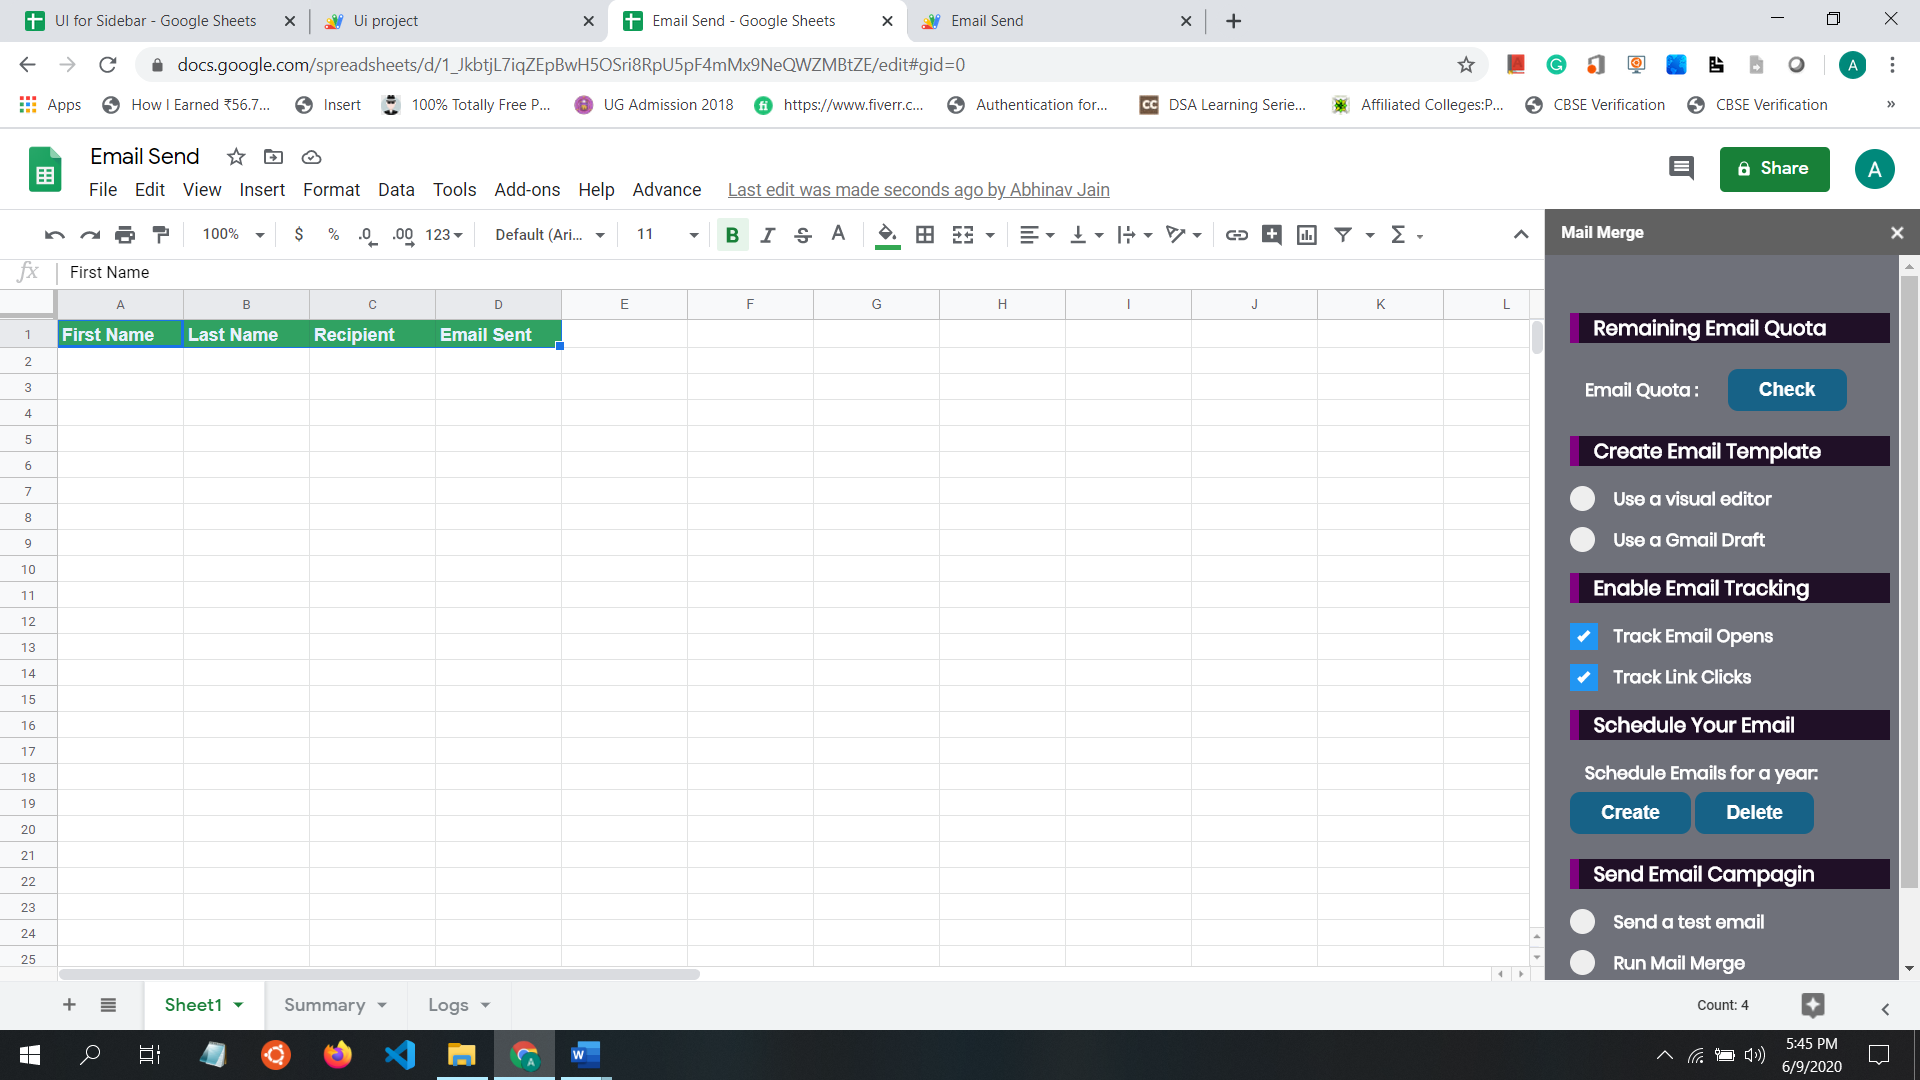 UI for Sidebar - Google Sheets
Ui project
Email Send - Google Sheets
Email Send
docs.google.com/spreadsheets/d/1_JkbtjL7iqZEpBwH5OSri8RpU5pF4mMx9NeQWZMBtZE/edit#gid=0
A
Apps
How I Earned ₹56.7...
Insert
100% Totally Free P...
UG Admission 2018
https://www.fiverr.c...
Authentication for...
CC DSA Learning Serie...
Affiliated Colleges:P...
CBSE Verification
CBSE Verification
»
Email Send
Share
A
File Edit View Insert Format Data Tools Add-ons Help Advance
Last edit was made seconds ago by Abhinav Jain
100% $ % .0 .00 123 Default (Ari... 11 B I S A Σ
Mail Merge
fx First Name
A B C D E F G H I J K L
1 First Name Last Name Recipient Email Sent
2
3
4
5
6
7
8
9
10
11
12
13
14
15
16
17
18
19
20
21
22
23
24
25
Remaining Email Quota
Email Quota : Check
Create Email Template
Use a visual editor
Use a Gmail Draft
Enable Email Tracking
Track Email Opens
Track Link Clicks
Schedule Your Email
Schedule Emails for a year:
Create Delete
Send Email Campagin
Send a test email
Run Mail Merge
Sheet1 Summary Logs
Count: 4
5:45 PM
6/9/2020